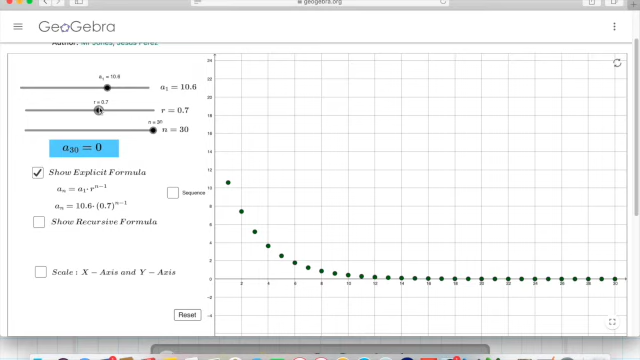 geogebra.org
GeoGebra
Author: Mr Jones, Jesus Perez
a₁ = 10.6
a₁ = 10.6
r = 0.7
r = 0.7
n = 30
n = 30
a₃₀ = 0
Show Explicit Formula
aₙ = a₁ · rⁿ⁻¹
Sequence
aₙ = 10.6 · (0.7)ⁿ⁻¹
Show Recursive Formula
Scale : X − Axis and Y − Axis
Reset
24
22
20
18
16
14
12
10
8
6
4
2
0
−2
−4
2 4 6 8 10 12 14 16 18 20 22 24 26 28 30